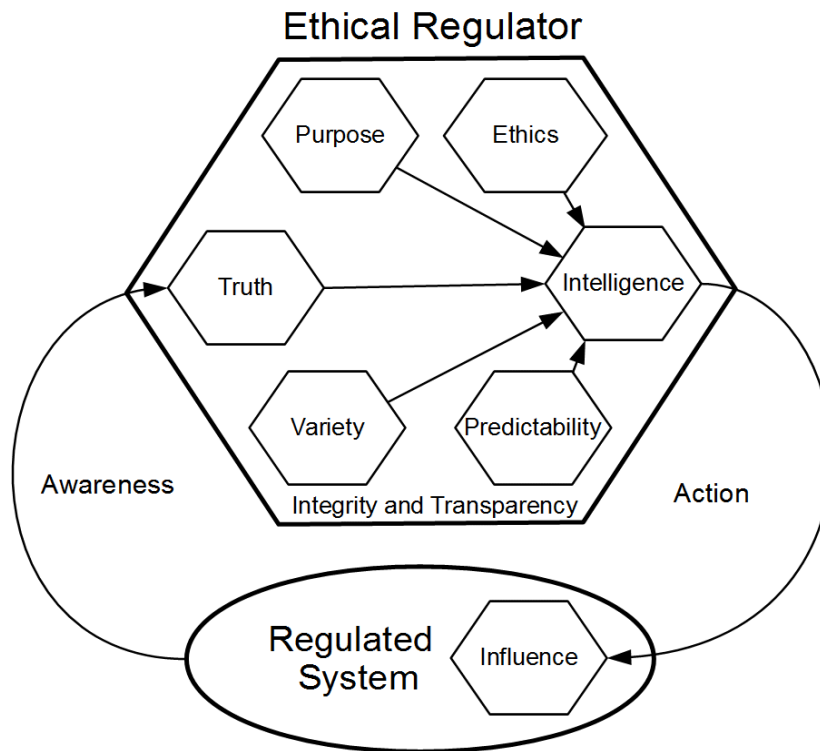 Ethical Regulator
Purpose
Ethics
Truth
Intelligence
Variety
Predictability
Integrity and Transparency
Awareness
Action
Regulated
System
Influence